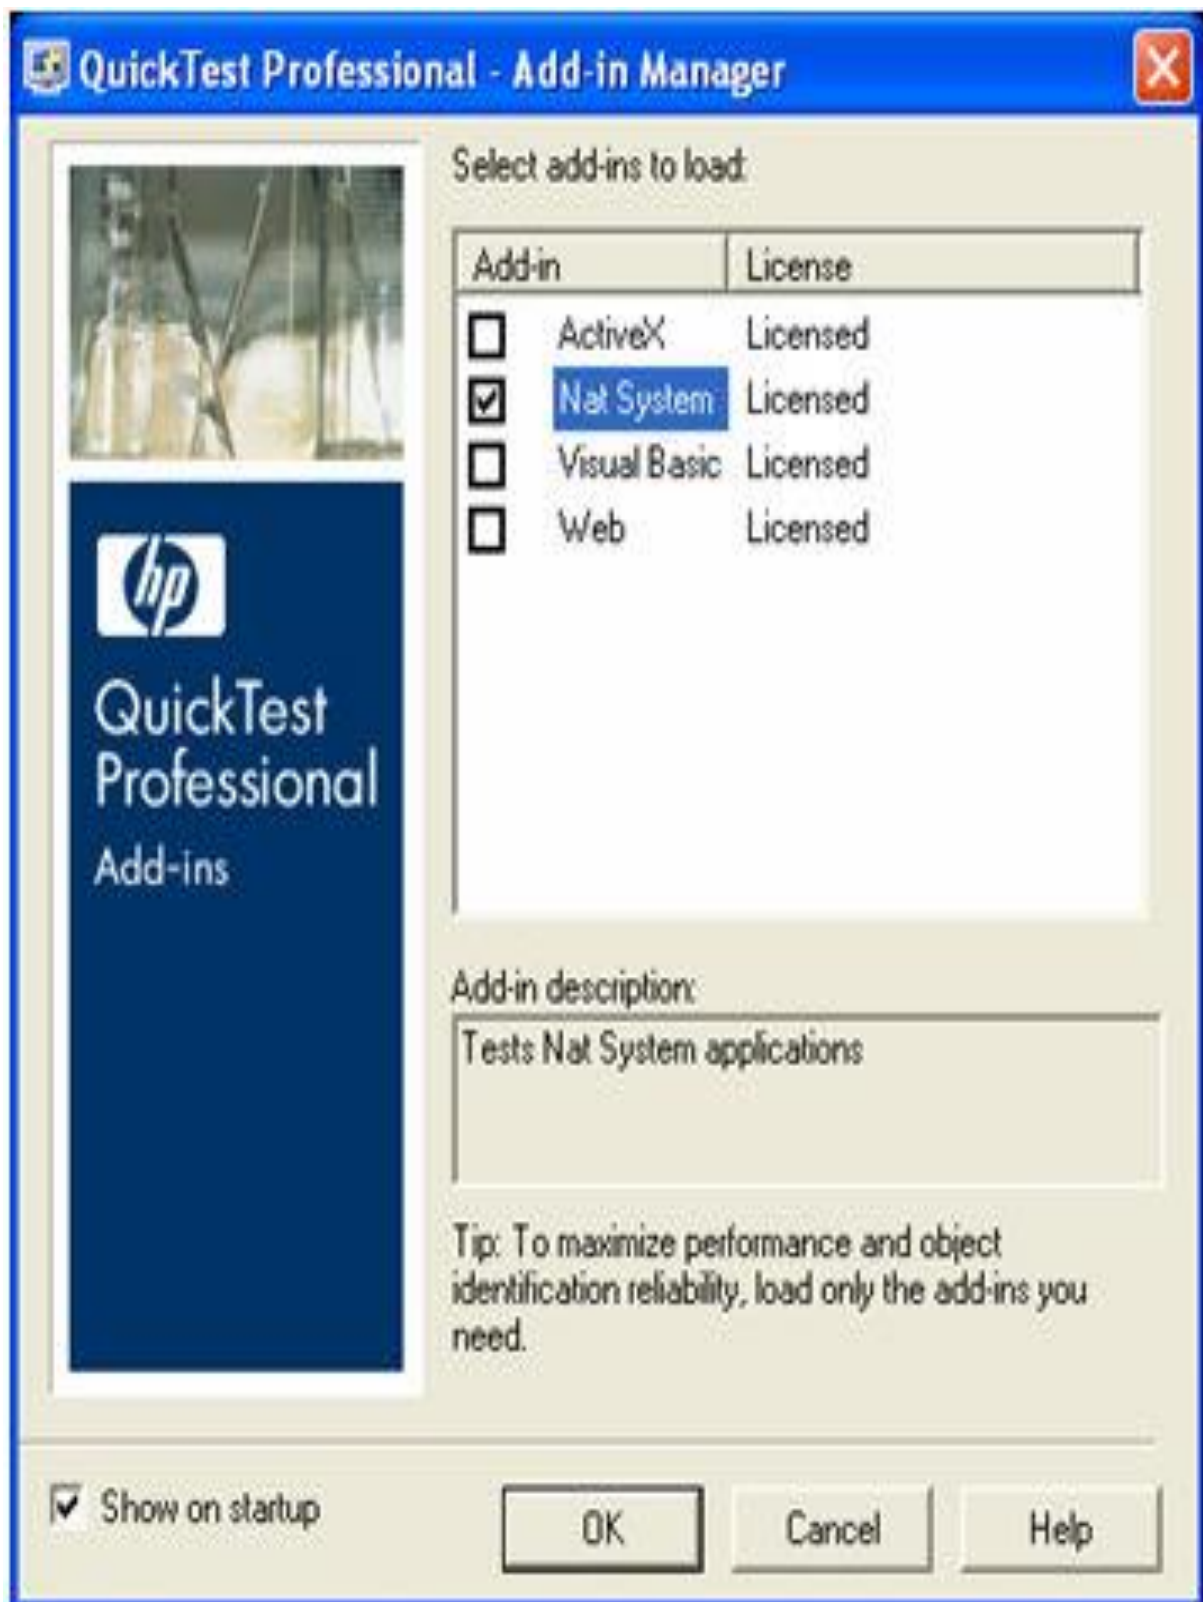 QuickTest Professional - Add-in Manager
Select add-ins to load:
Add-in License
ActiveX Licensed
Nat System Licensed
Visual Basic Licensed
Web Licensed
hp
QuickTest
Professional
Add-ins
Add-in description:
Tests Nat System applications
Tip: To maximize performance and object
identification reliability, load only the add-ins you
need.
Show on startup
OK Cancel Help